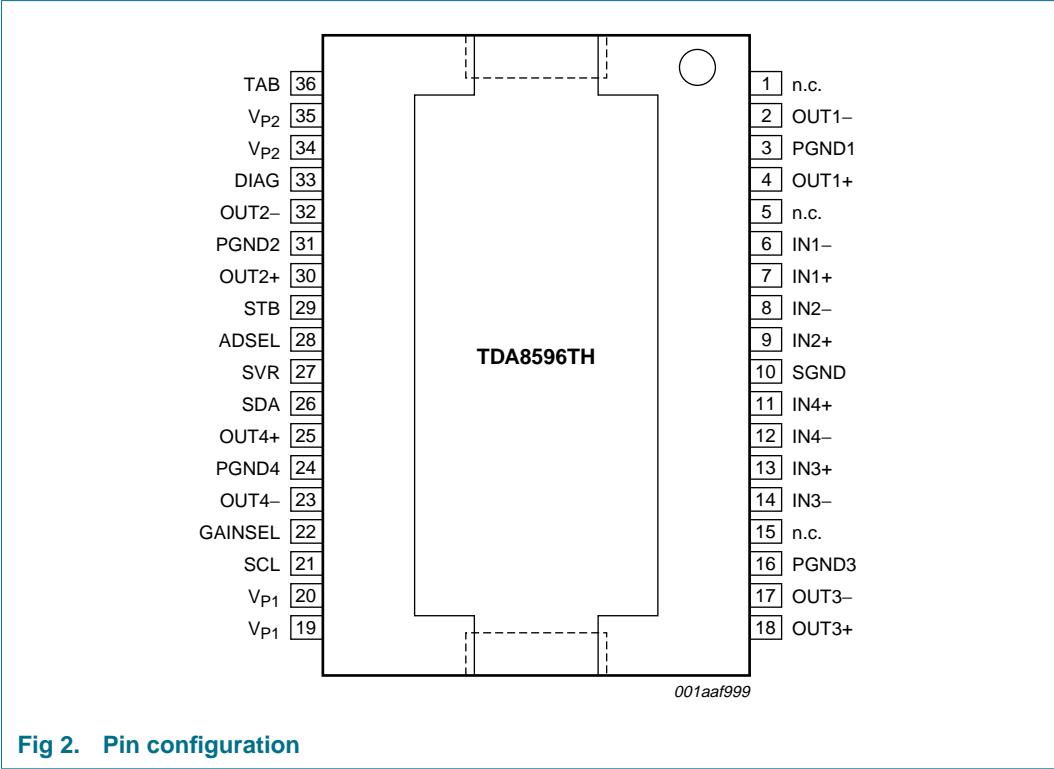 TAB 36
VP2 35
VP2 34
DIAG 33
OUT2− 32
PGND2 31
OUT2+ 30
STB 29
ADSEL 28
SVR 27
SDA 26
OUT4+ 25
PGND4 24
OUT4− 23
GAINSEL 22
SCL 21
VP1 20
VP1 19
TDA8596TH
1 n.c.
2 OUT1−
3 PGND1
4 OUT1+
5 n.c.
6 IN1−
7 IN1+
8 IN2−
9 IN2+
10 SGND
11 IN4+
12 IN4−
13 IN3+
14 IN3−
15 n.c.
16 PGND3
17 OUT3−
18 OUT3+
001aaf999
Fig 2. Pin configuration